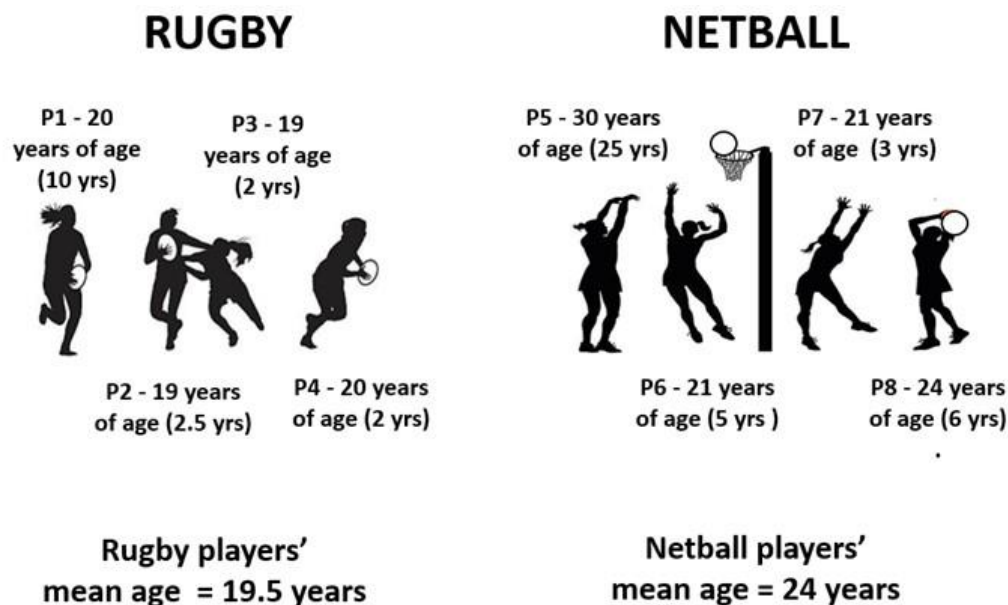 RUGBY
P1 - 20
years of age
(10 yrs)
P3 - 19
years of age
(2 yrs)
P2 - 19 years
of age (2.5 yrs)
P4 - 20 years
of age (2 yrs)
Rugby players’
mean age  = 19.5 years
NETBALL
P5 - 30 years
of age (25 yrs)
P7 - 21 years
of age  (3 yrs)
P6 - 21 years
of age (5 yrs )
P8 - 24 years
of age (6 yrs)
.
Netball players’
mean age = 24 years